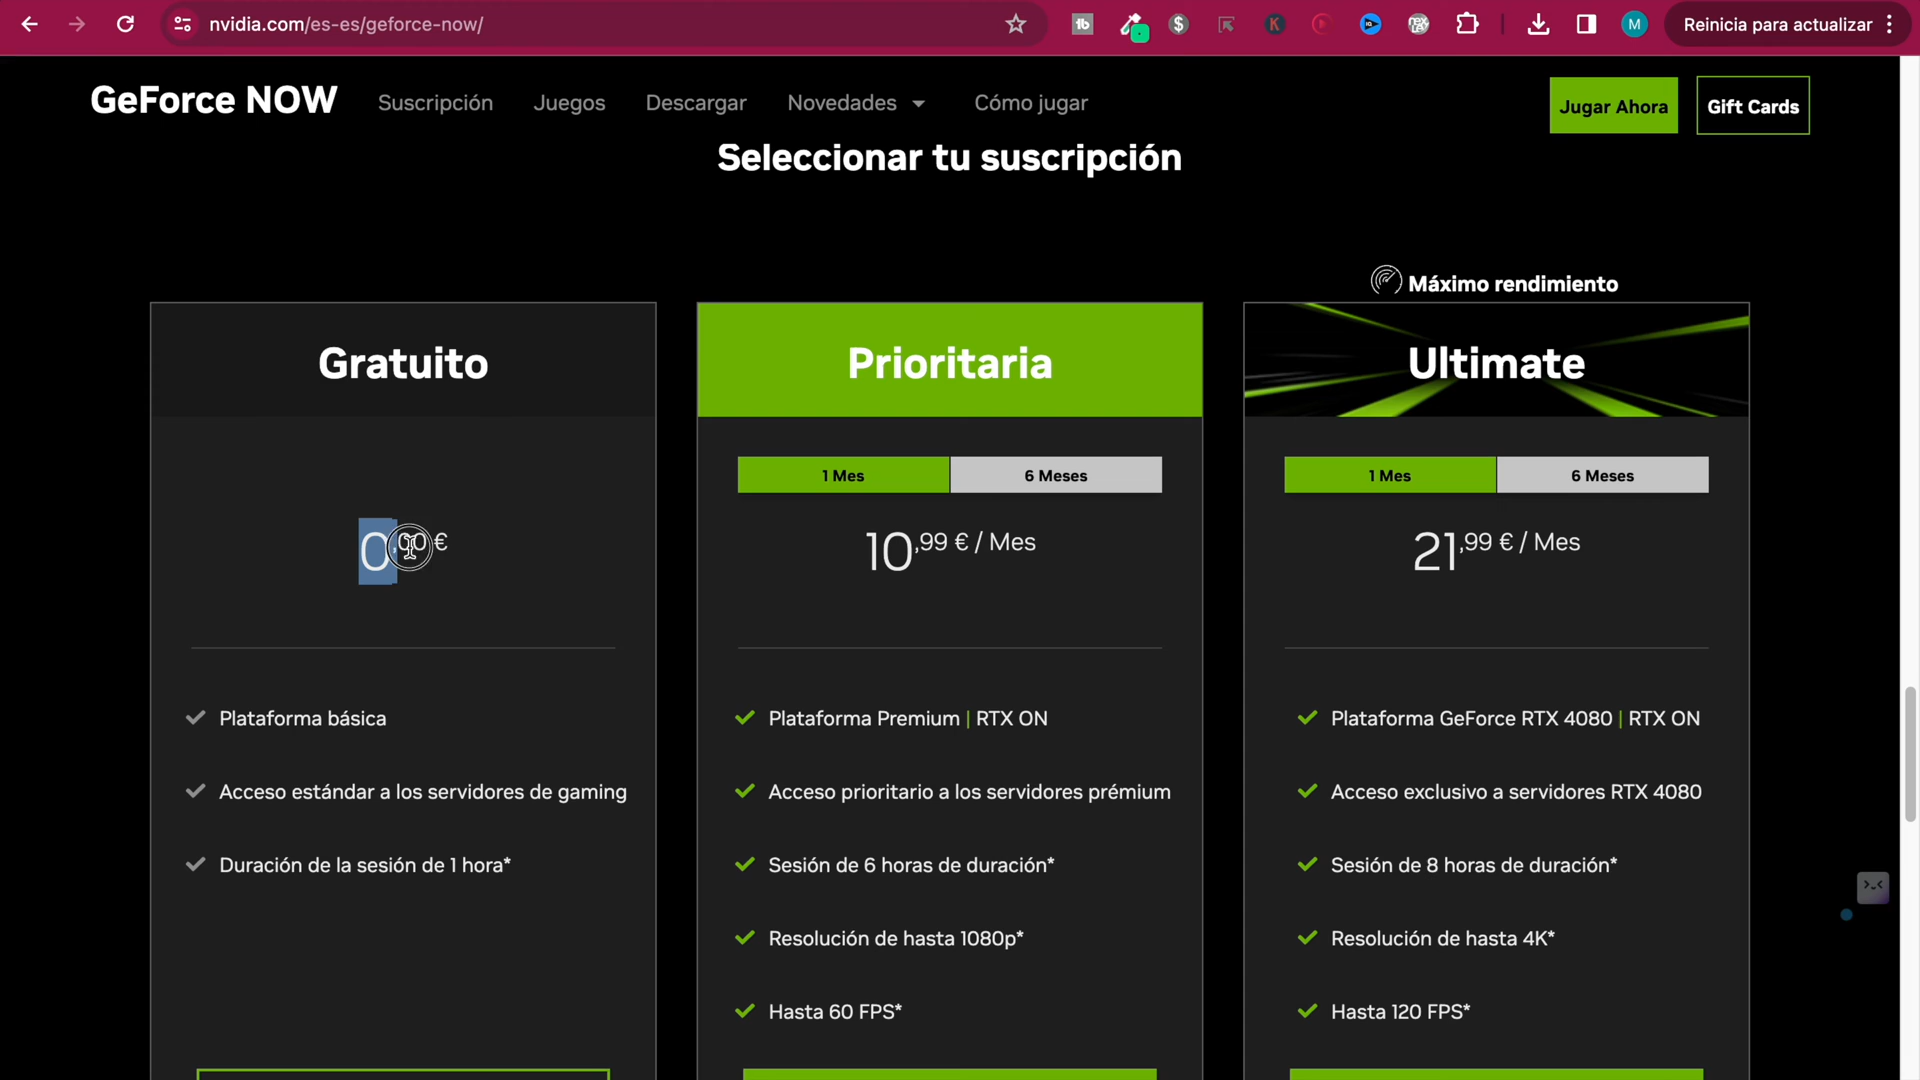 nvidia.com/es-es/geforce-now/
Reinicia para actualizar
GeForce NOW
Suscripción
Juegos
Descargar
Novedades
Cómo jugar
Jugar Ahora
Gift Cards
Seleccionar tu suscripción
Máximo rendimiento
Gratuito
0,00 €
Plataforma básica
Acceso estándar a los servidores de gaming
Duración de la sesión de 1 hora*
Prioritaria
1 Mes
6 Meses
10,99 € / Mes
Plataforma Premium | RTX ON
Acceso prioritario a los servidores prémium
Sesión de 6 horas de duración*
Resolución de hasta 1080p*
Hasta 60 FPS*
Ultimate
1 Mes
6 Meses
21,99 € / Mes
Plataforma GeForce RTX 4080 | RTX ON
Acceso exclusivo a servidores RTX 4080
Sesión de 8 horas de duración*
Resolución de hasta 4K*
Hasta 120 FPS*